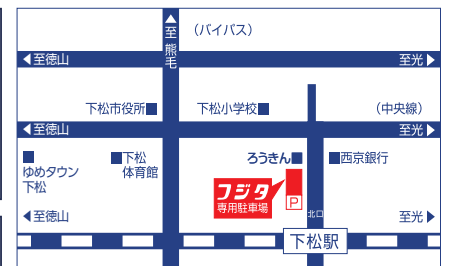 ▲至熊毛
(バイパス)
◀至徳山
至光▶
下松市役所■
下松小学校■
(中央線)
◀至徳山
至光▶
■
ゆめタウン
下松
■下松
体育館
ろうきん■
■西京銀行
フジタ
専用駐車場
P
北口
◀至徳山
至光▶
下松駅